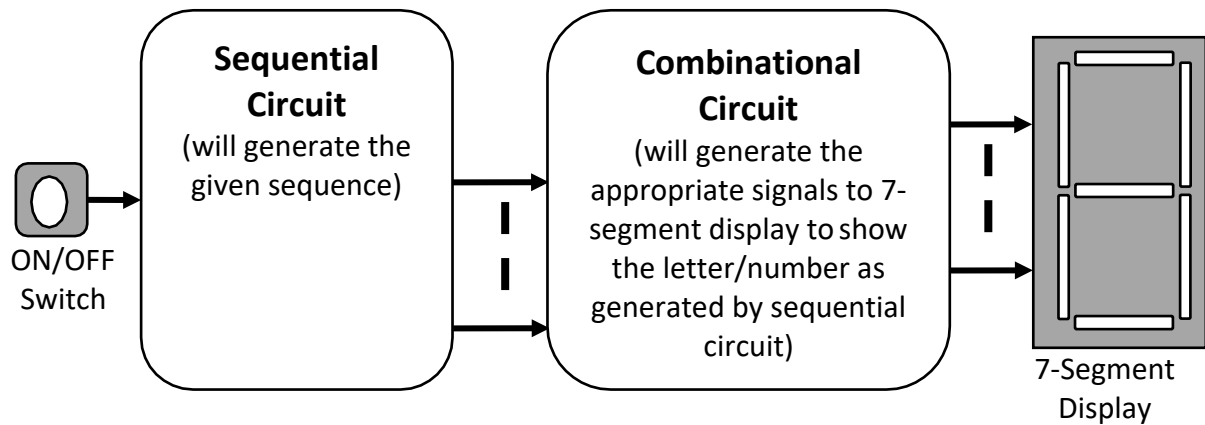 Sequential
Circuit
(will generate the
given sequence)
ON/OFF
Switch
Combinational
Circuit
(will generate the
appropriate signals to 7-
segment display to show
the letter/number as
generated by sequential
circuit)
7-Segment
Display